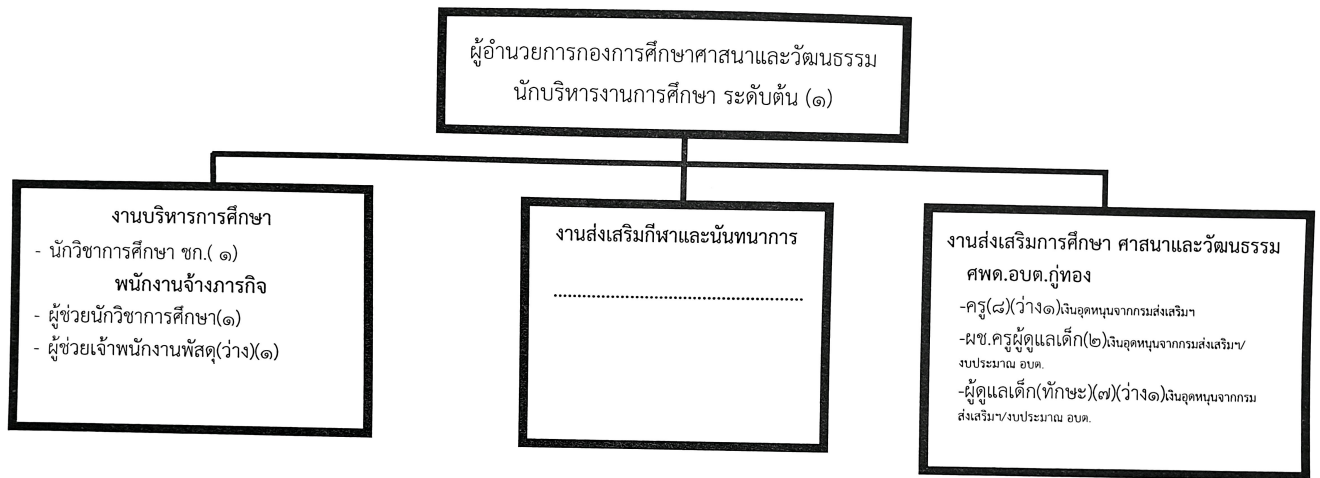 ผู้อำนวยการกองการศึกษาศาสนาและวัฒนธรรม
นักบริหารงานการศึกษา ระดับต้น (๑)
งานบริหารการศึกษา
- นักวิชาการศึกษา ชก.( ๑)
พนักงานจ้างภารกิจ
- ผู้ช่วยนักวิชาการศึกษา(๑)
- ผู้ช่วยเจ้าพนักงานพัสดุ(ว่าง)(๑)
งานส่งเสริมกีฬาและนันทนาการ
......................................................
งานส่งเสริมการศึกษา ศาสนาและวัฒนธรรม
ศพด.อบต.กู่ทอง
-ครู(๘)(ว่าง๑)เงินอุดหนุนจากกรมส่งเสริมฯ
-ผช.ครูผู้ดูแลเด็ก(๒)เงินอุดหนุนจากกรมส่งเสริมฯ/
งบประมาณ อบต.
-ผู้ดูแลเด็ก(ทักษะ)(๗)(ว่าง๑)เงินอุดหนุนจากกรม
ส่งเสริมฯ/งบประมาณ อบต.